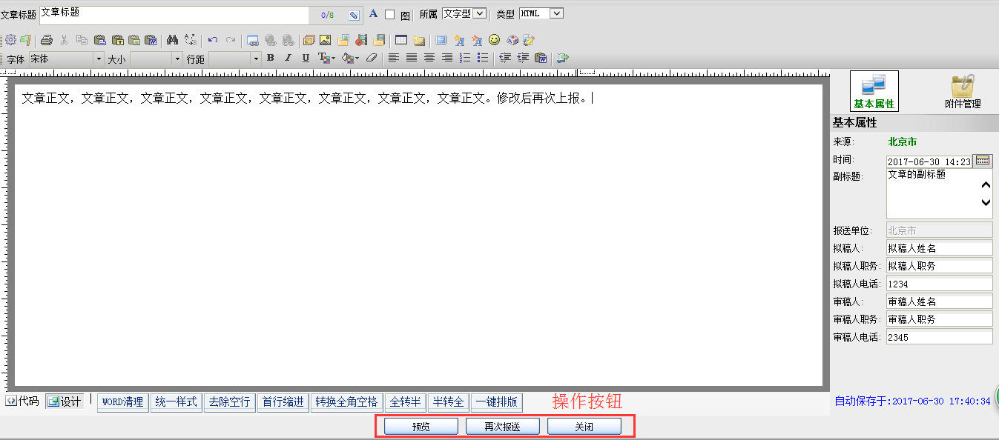 文章标题 文章标题 0/8 A 图 所属 文字型 类型 HTML
字体 宋体 大小 行距 B I U
文章正文，文章正文，文章正文，文章正文，文章正文，文章正文，文章正文，文章正文。修改后再次上报。
基本属性 附件管理
基本属性
来源: 北京市
时间: 2017-06-30 14:23
副标题: 文章的副标题
报送单位: 北京市
拟稿人: 拟稿人姓名
拟稿人职务: 拟稿人职务
拟稿人电话: 1234
审稿人: 审稿人姓名
审稿人职务: 审稿人职务
审稿人电话: 2345
代码 设计 WORD清理 统一样式 去除空行 首行缩进 转换全角空格 全转半 半转全 一键排版 操作按钮 自动保存于:2017-06-30 17:40:34
预览 再次报送 关闭